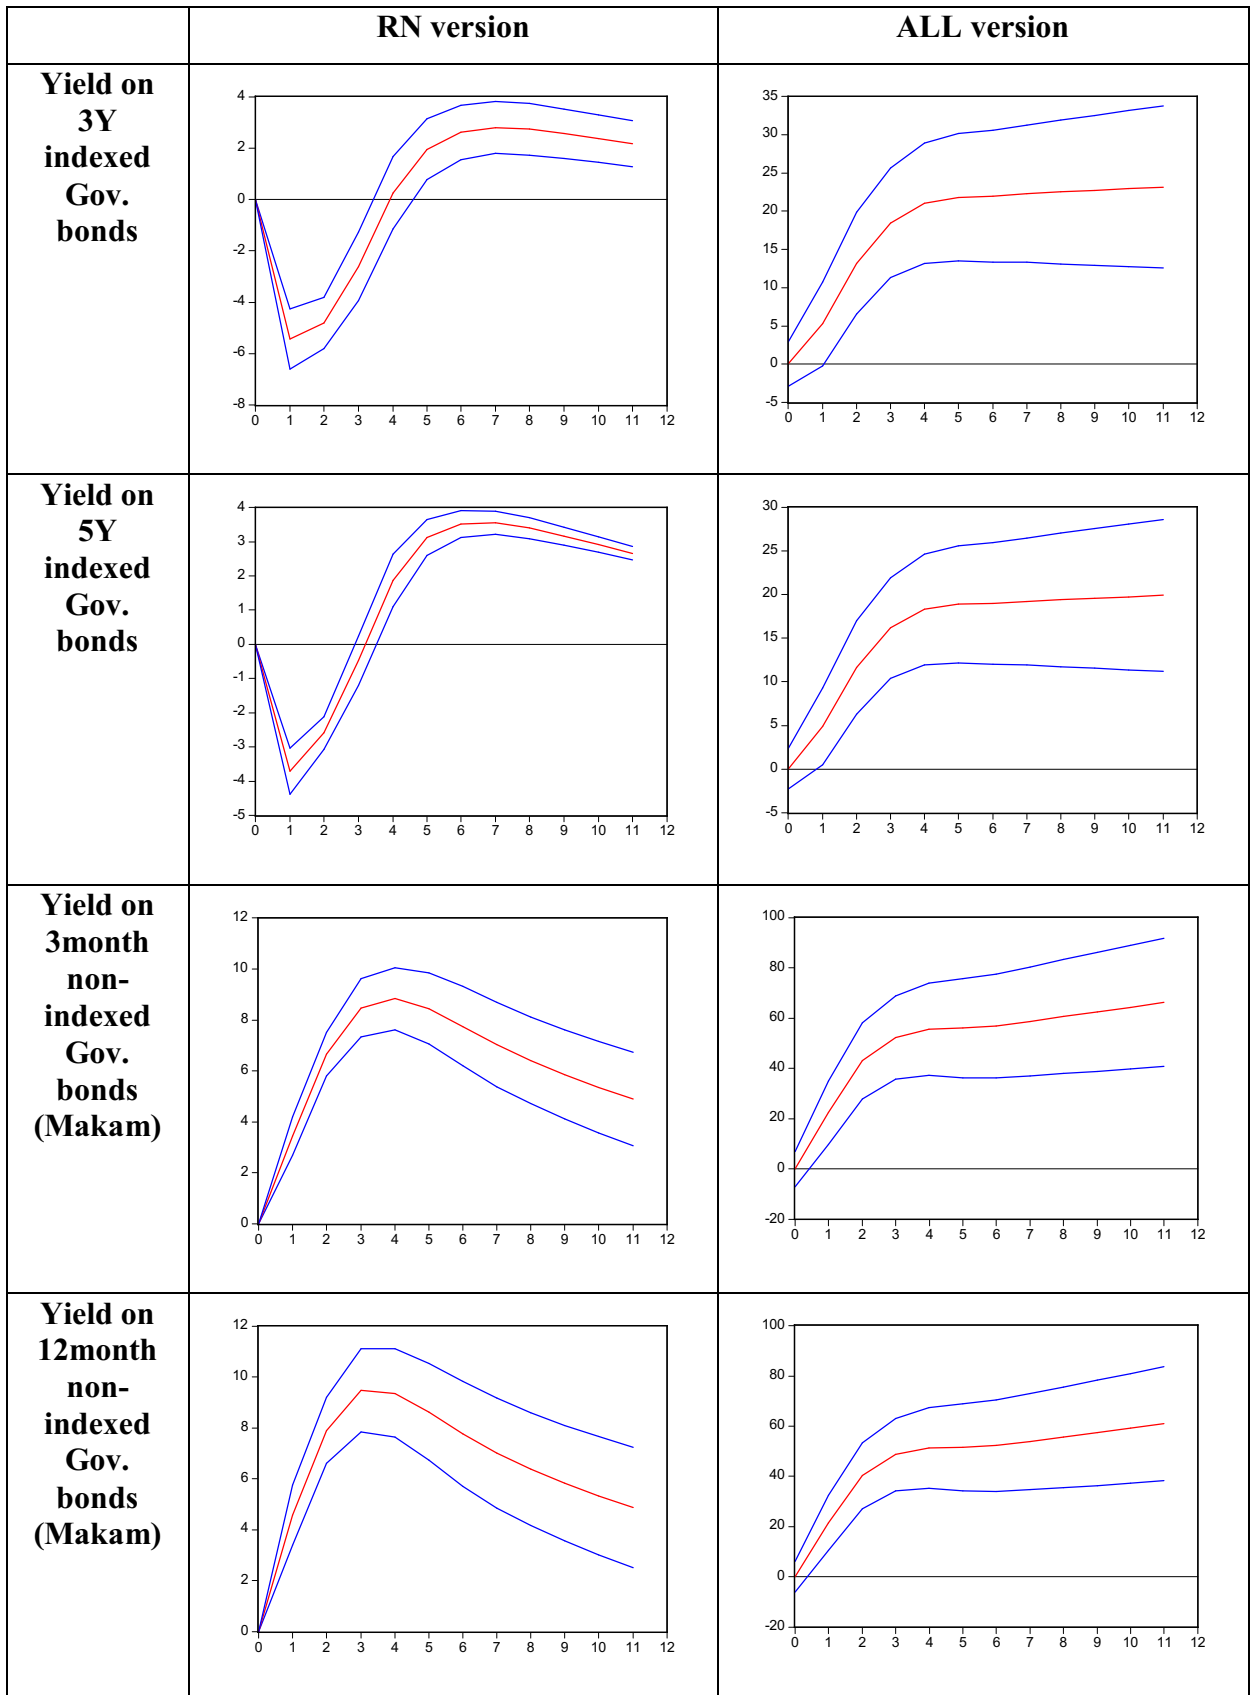 RN version
ALL version
Yield on
3Y
indexed
Gov.
bonds
4
2
0
-2
-4
-6
-8
0 1 2 3 4 5 6 7 8 9 10 11 12
35
30
25
20
15
10
5
0
-5
0 1 2 3 4 5 6 7 8 9 10 11 12
Yield on
5Y
indexed
Gov.
bonds
4
3
2
1
0
-1
-2
-3
-4
-5
0 1 2 3 4 5 6 7 8 9 10 11 12
30
25
20
15
10
5
0
-5
0 1 2 3 4 5 6 7 8 9 10 11 12
Yield on
3month
non-
indexed
Gov.
bonds
(Makam)
12
10
8
6
4
2
0
0 1 2 3 4 5 6 7 8 9 10 11 12
100
80
60
40
20
0
-20
0 1 2 3 4 5 6 7 8 9 10 11 12
Yield on
12month
non-
indexed
Gov.
bonds
(Makam)
12
10
8
6
4
2
0
0 1 2 3 4 5 6 7 8 9 10 11 12
100
80
60
40
20
0
-20
0 1 2 3 4 5 6 7 8 9 10 11 12